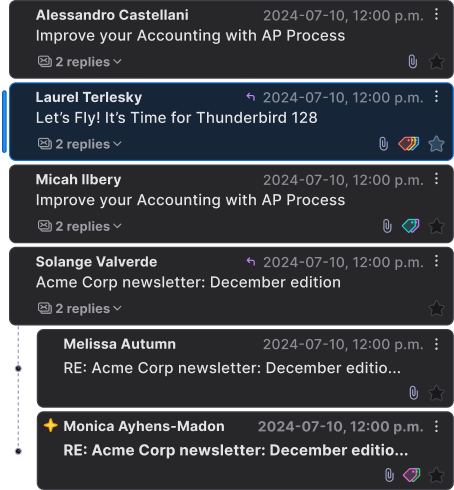 Alessandro Castellani 2024-07-10, 12:00 p.m.
Improve your Accounting with AP Process
2 replies
Laurel Terlesky 2024-07-10, 12:00 p.m.
Let's Fly! It's Time for Thunderbird 128
2 replies
Micah Ilbery 2024-07-10, 12:00 p.m.
Improve your Accounting with AP Process
2 replies
Solange Valverde 2024-07-10, 12:00 p.m.
Acme Corp newsletter: December edition
2 replies
Melissa Autumn 2024-07-10, 12:00 p.m.
RE: Acme Corp newsletter: December editio...
Monica Ayhens-Madon 2024-07-10, 12:00 p.m.
RE: Acme Corp newsletter: December editio...